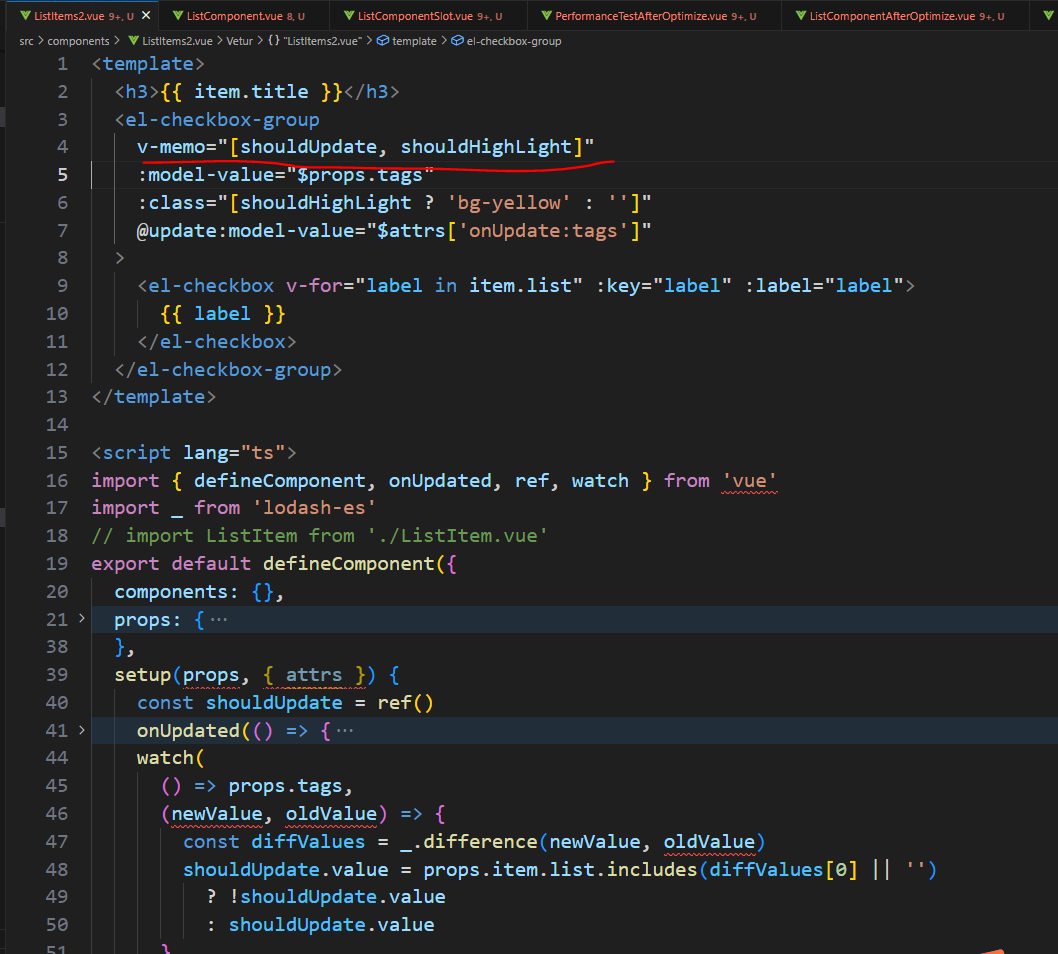 ListItems2.vue 9+, U ListComponent.vue 8, U ListComponentSlot.vue 9+, U PerformanceTestAfterOptimize.vue 9+, U ListComponentAfterOptimize.vue 9+, U
src > components > ListItems2.vue > Vetur > {} "ListItems2.vue" > template > el-checkbox-group
1 <template>
2 <h3>{{ item.title }}</h3>
3 <el-checkbox-group
4 v-memo="[shouldUpdate, shouldHighLight]"
5 :model-value="$props.tags"
6 :class="[shouldHighLight ? 'bg-yellow' : '']"
7 @update:model-value="$attrs['onUpdate:tags']"
8 >
9 <el-checkbox v-for="label in item.list" :key="label" :label="label">
10 {{ label }}
11 </el-checkbox>
12 </el-checkbox-group>
13 </template>
14
15 <script lang="ts">
16 import { defineComponent, onUpdated, ref, watch } from 'vue'
17 import _ from 'lodash-es'
18 // import ListItem from './ListItem.vue'
19 export default defineComponent({
20 components: {},
21 props: { ···
38 },
39 setup(props, { attrs }) {
40 const shouldUpdate = ref()
41 onUpdated(() => { ···
44 watch(
45 () => props.tags,
46 (newValue, oldValue) => {
47 const diffValues = _.difference(newValue, oldValue)
48 shouldUpdate.value = props.item.list.includes(diffValues[0] || '')
49 ? !shouldUpdate.value
50 : shouldUpdate.value
51 }